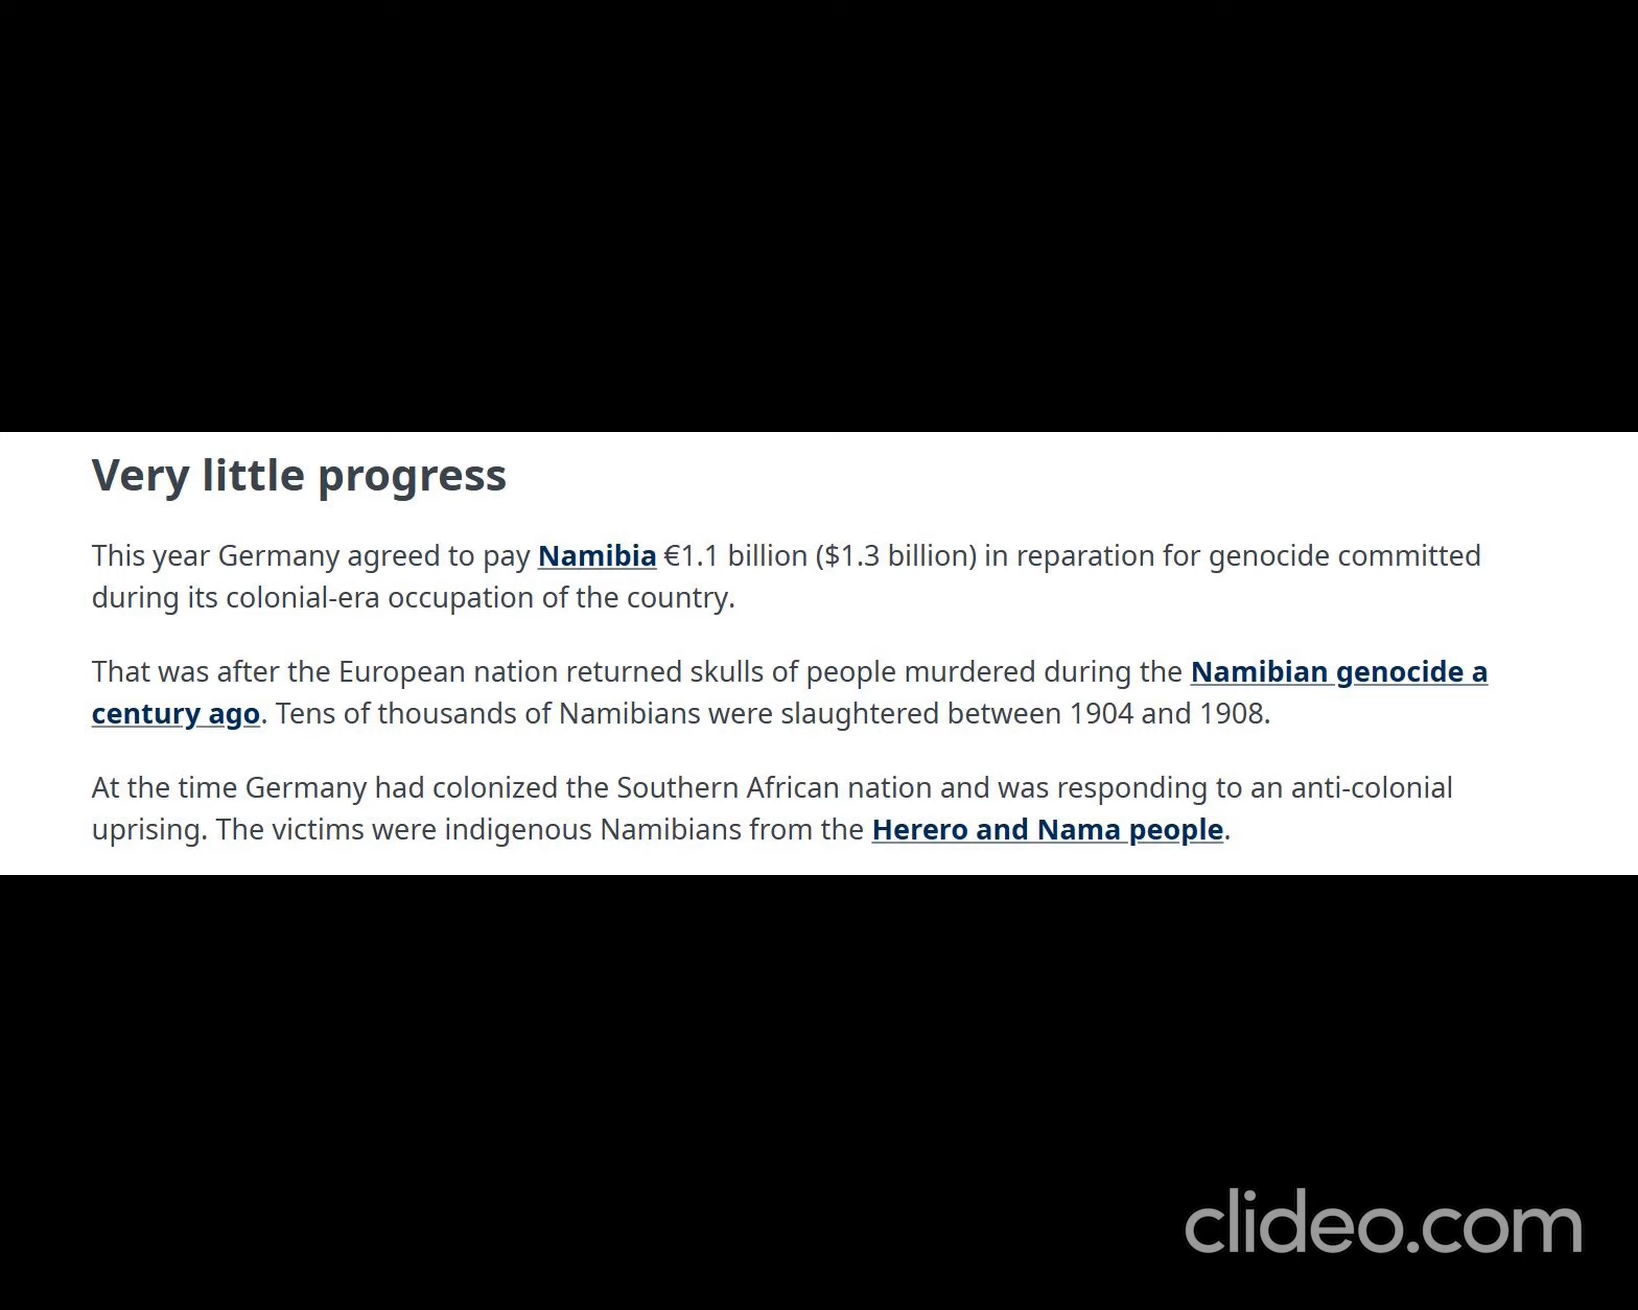 Very little progress
This year Germany agreed to pay Namibia €1.1 billion ($1.3 billion) in reparation for genocide committed
during its colonial-era occupation of the country.
That was after the European nation returned skulls of people murdered during the Namibian genocide a
century ago. Tens of thousands of Namibians were slaughtered between 1904 and 1908.
At the time Germany had colonized the Southern African nation and was responding to an anti-colonial
uprising. The victims were indigenous Namibians from the Herero and Nama people.
clideo.com